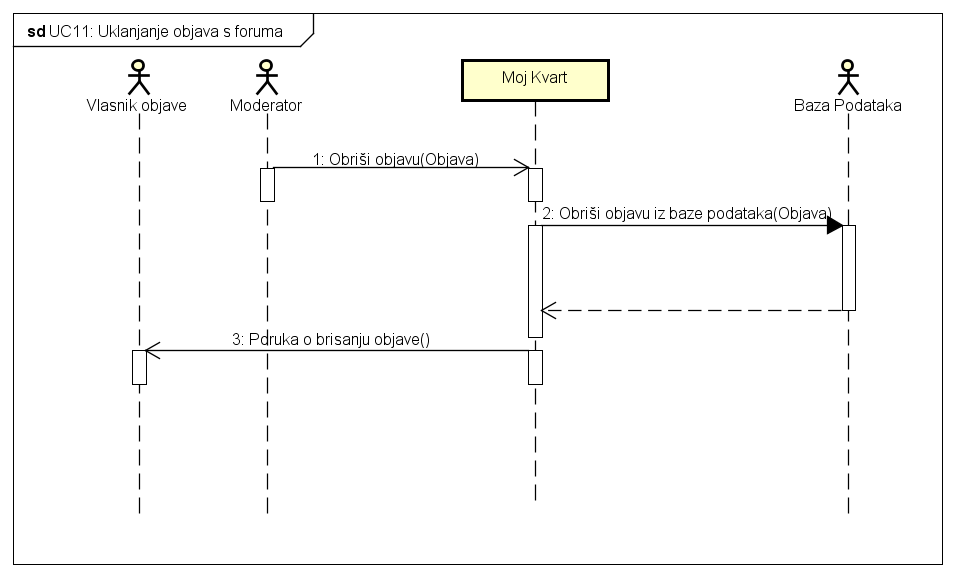 sd UC11: Uklanjanje objava s foruma
Vlasnik objave
Moderator
Moj Kvart
Baza Podataka
1: Obriši objavu(Objava)
2: Obriši objavu iz baze podataka(Objava)
3: Poruka o brisanju objave()